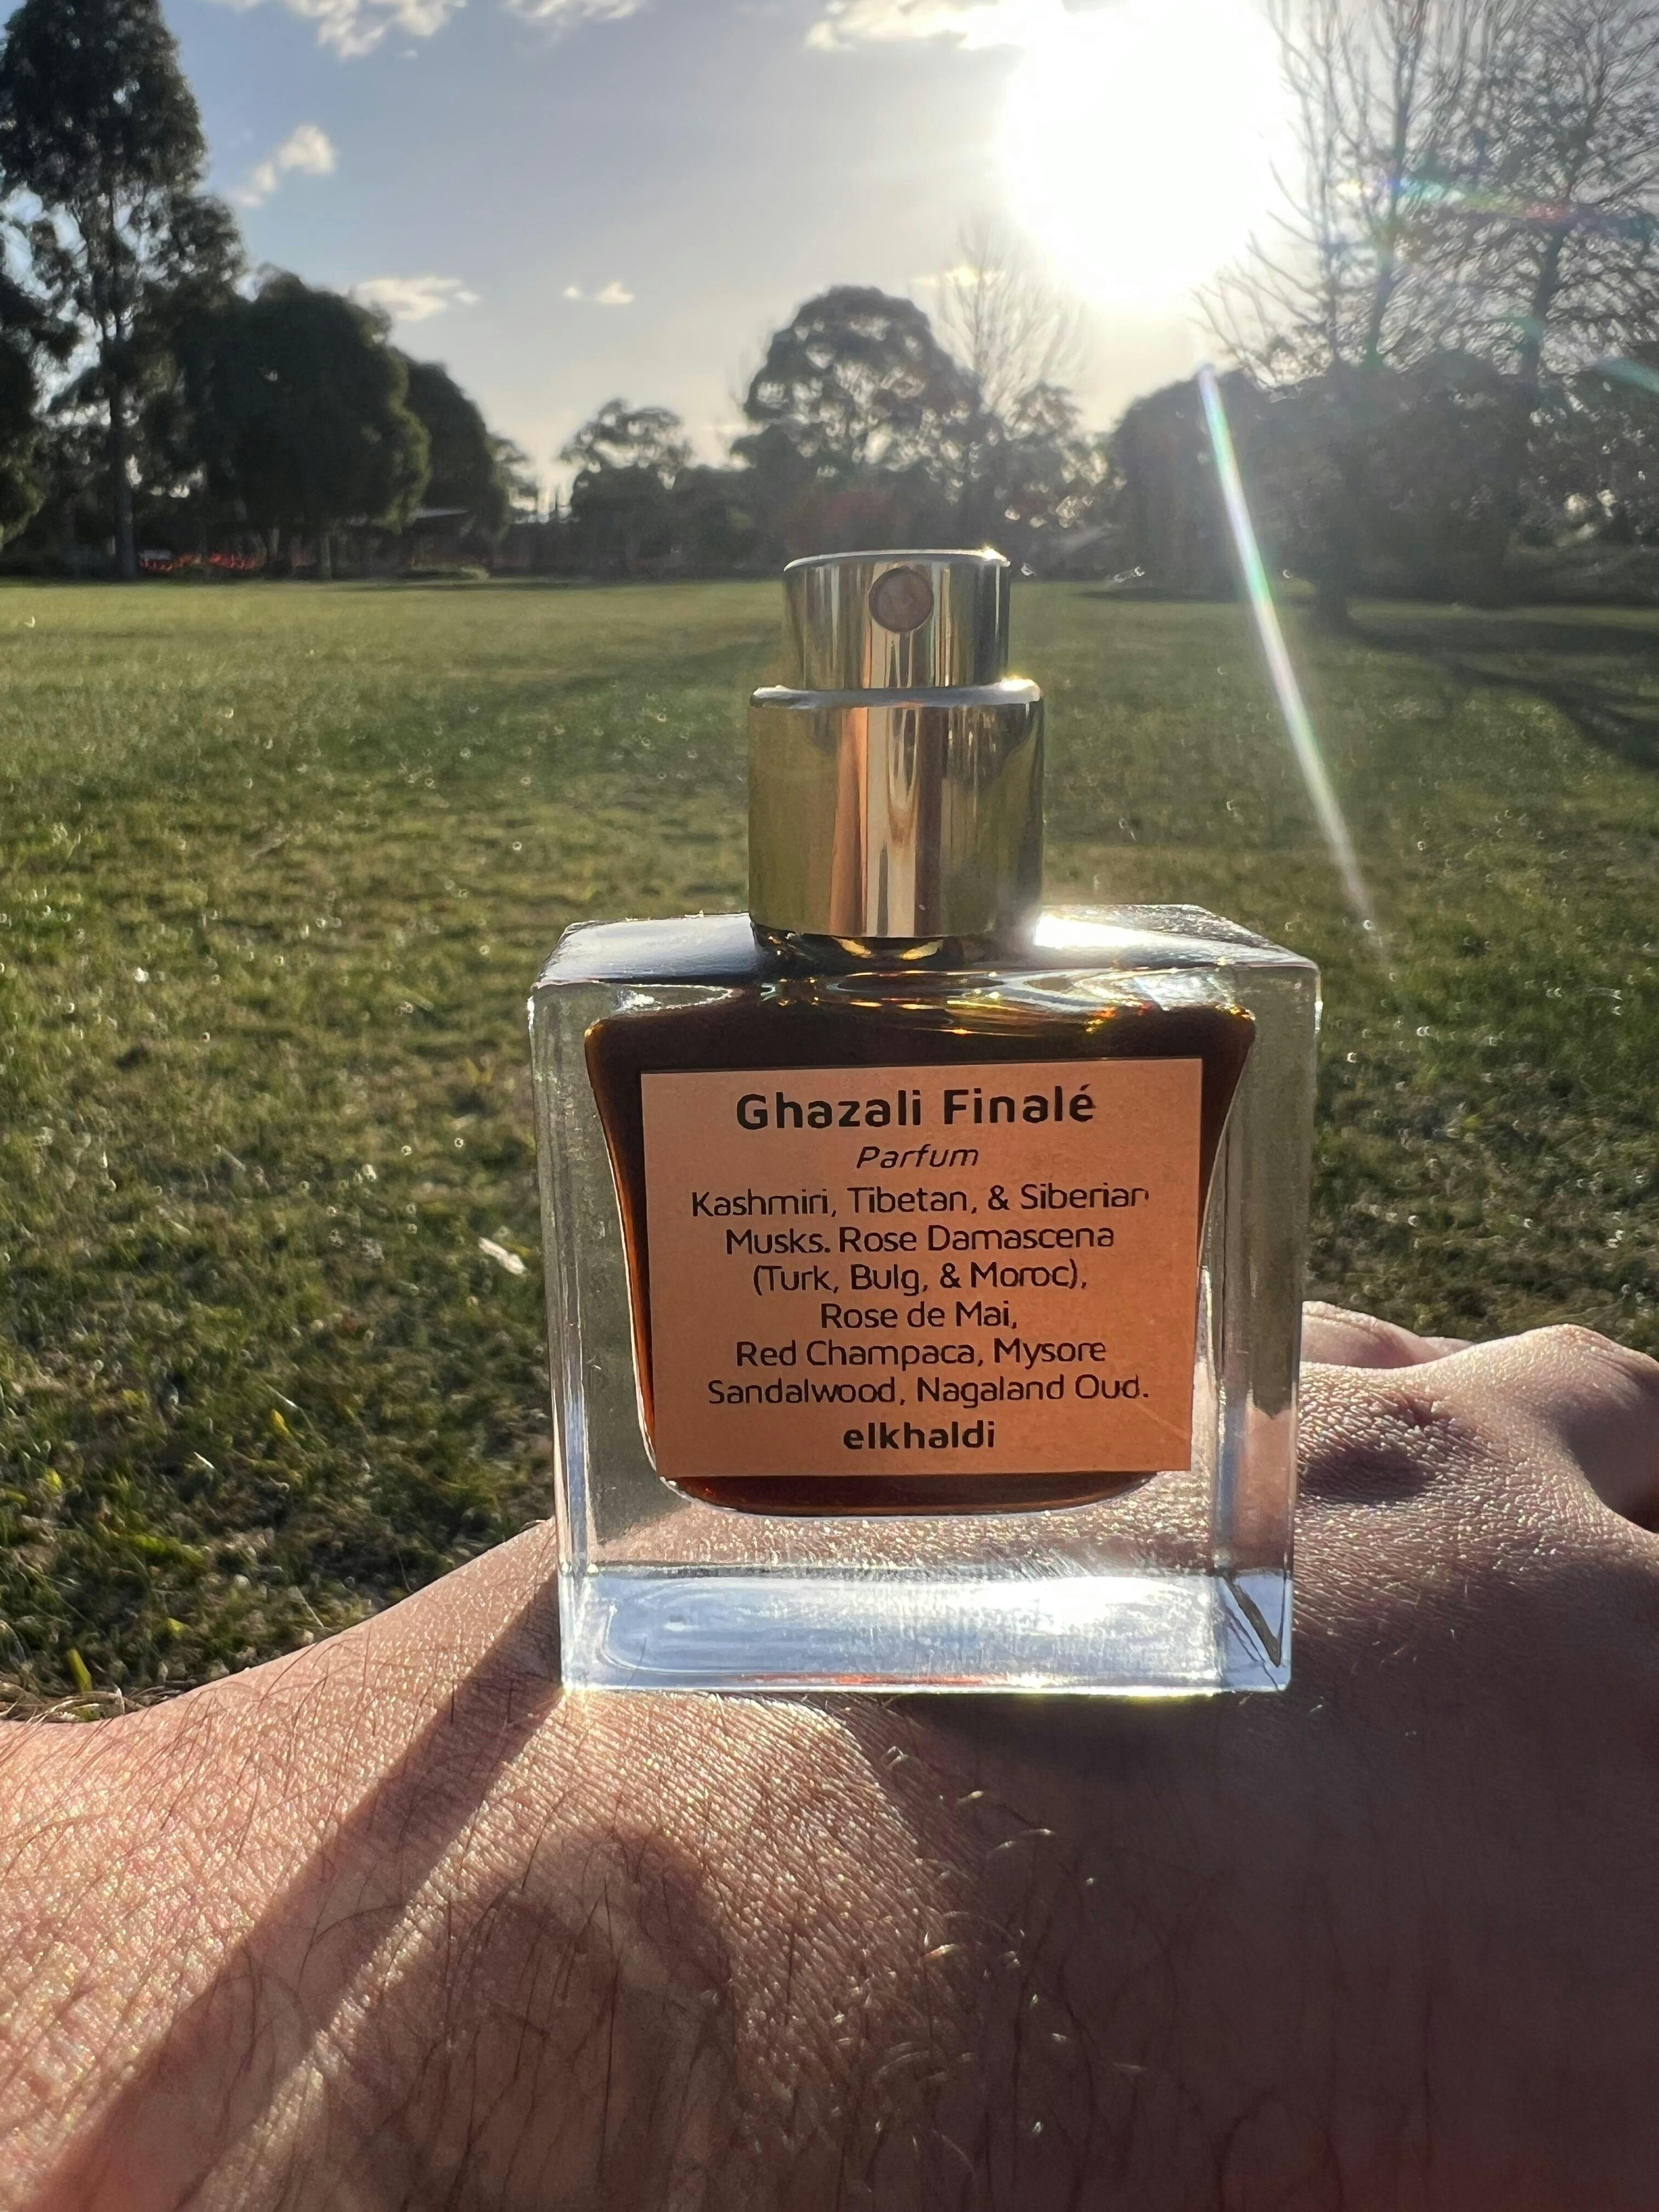 Ghazali Finalé
Parfum
Kashmiri, Tibetan, & Siberian
Musks. Rose Damascena
(Turk, Bulg, & Moroc),
Rose de Mai,
Red Champaca, Mysore
Sandalwood, Nagaland Oud.
elkhaldi